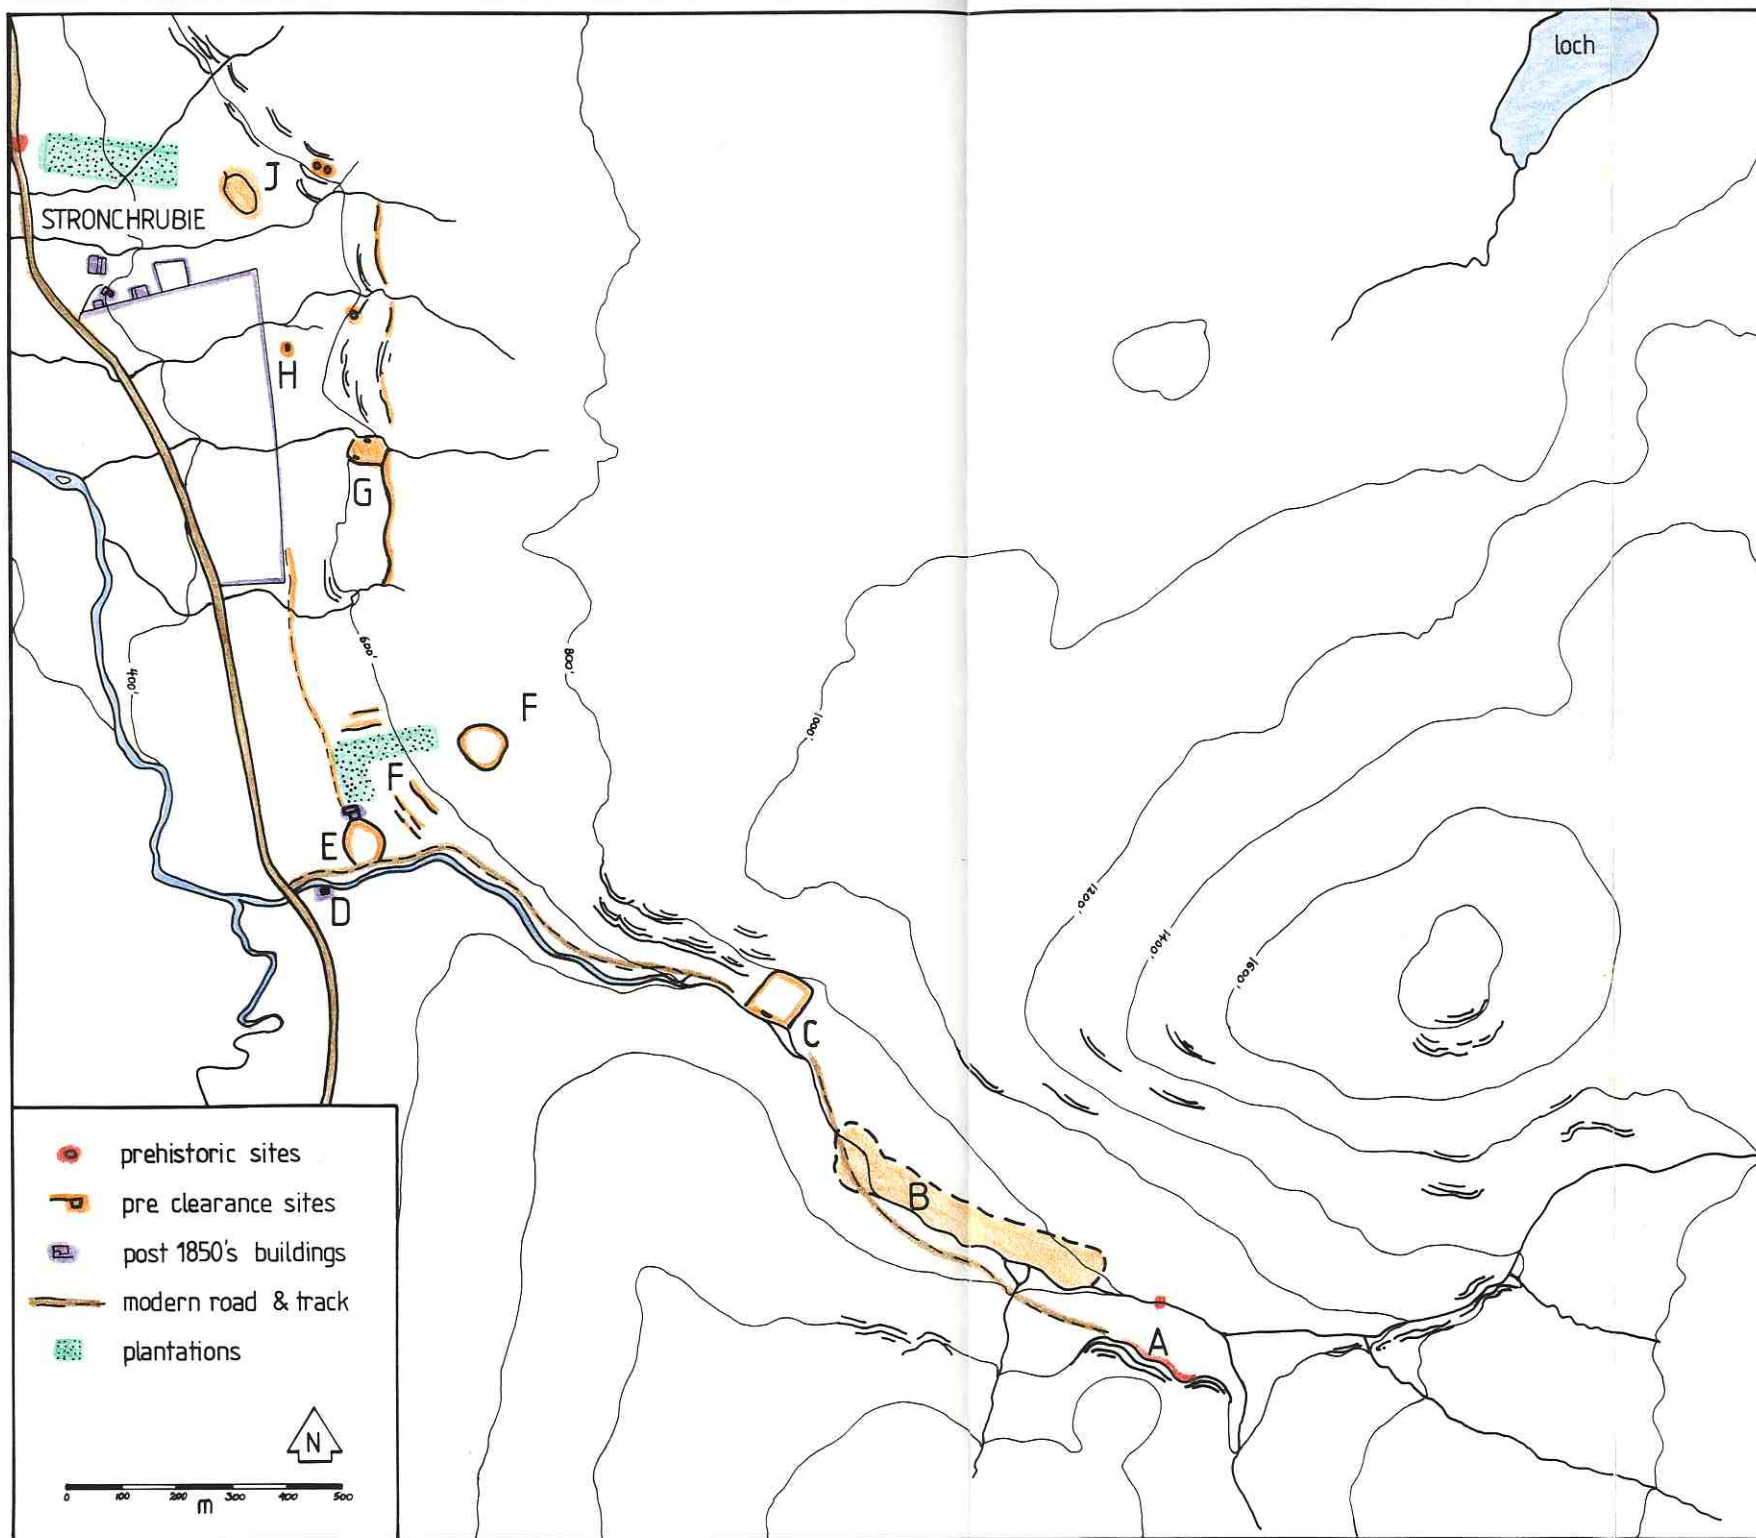 loch
J
STRONCHRUBIE
H
G
600'.
800'.
400'.
F
1000'
F
E
1200'
D
1400'
1600'
C
B
A
prehistoric sites
pre clearance sites
post 1850's buildings
modern road & track
plantations
N
0 100 200 300 400 500
m